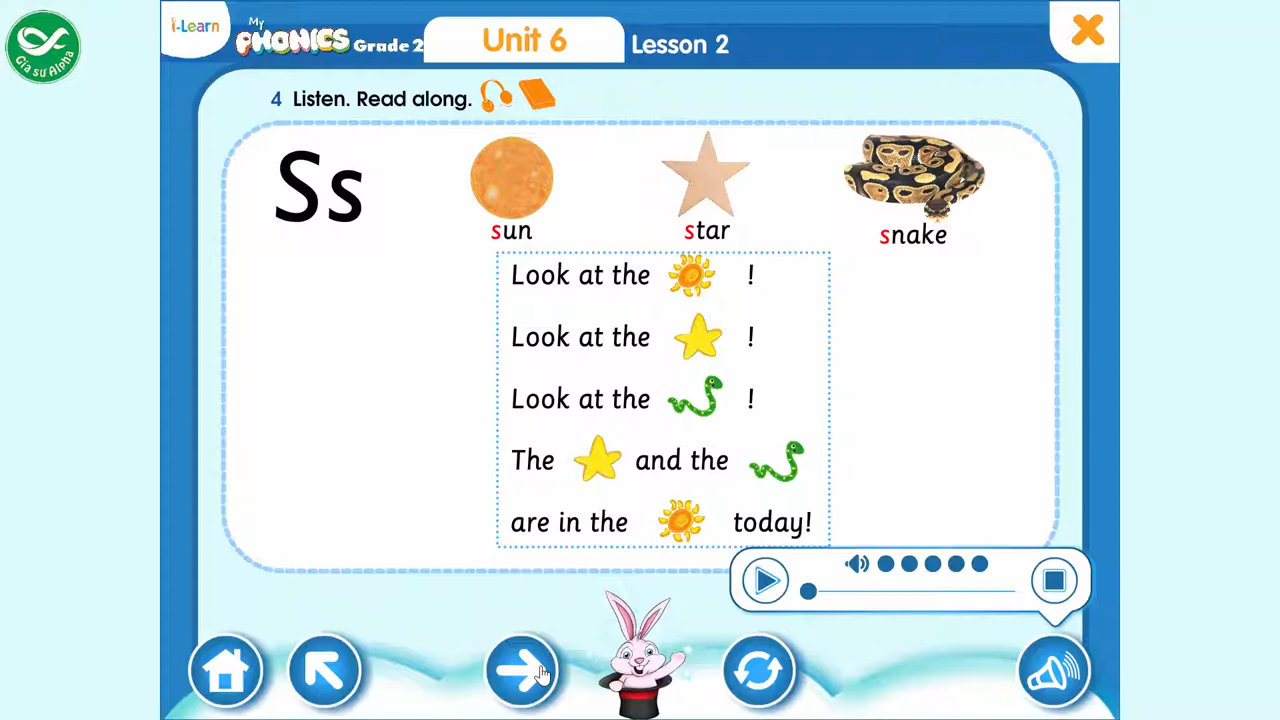 Gia sư Alpha
i-Learn
My PHONICS Grade 2
Unit 6
Lesson 2
4 Listen. Read along.
Ss
sun
star
snake
Look at the !
Look at the !
Look at the !
The and the
are in the today!